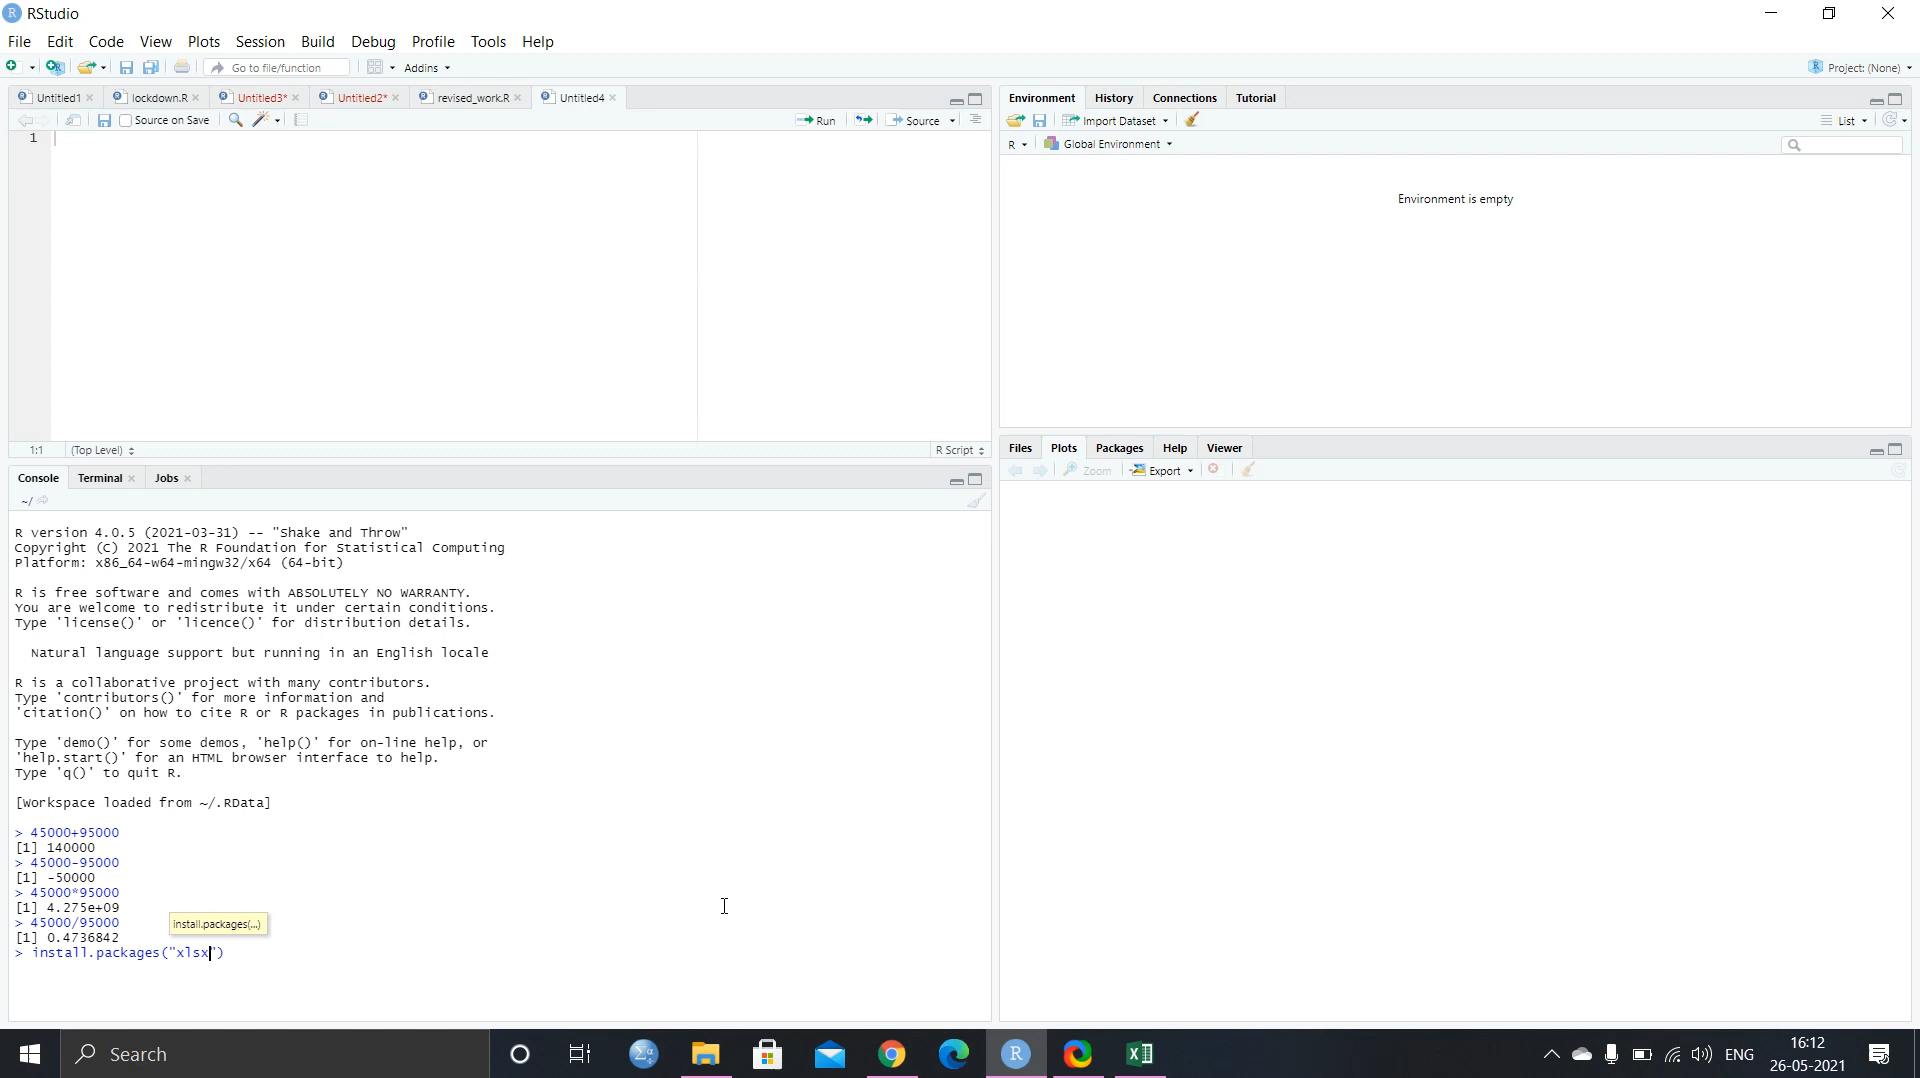 RStudio
File Edit Code View Plots Session Build Debug Profile Tools Help
Go to file/function Addins Project: (None)
Untitled1 lockdown.R Untitled3* Untitled2* revised_work.R Untitled4
Source on Save Run Source
1
1:1 (Top Level) R Script
Console Terminal Jobs
~/
R version 4.0.5 (2021-03-31) -- "Shake and Throw"
Copyright (C) 2021 The R Foundation for Statistical Computing
Platform: x86_64-w64-mingw32/x64 (64-bit)
R is free software and comes with ABSOLUTELY NO WARRANTY.
You are welcome to redistribute it under certain conditions.
Type 'license()' or 'licence()' for distribution details.
Natural language support but running in an English locale
R is a collaborative project with many contributors.
Type 'contributors()' for more information and
'citation()' on how to cite R or R packages in publications.
Type 'demo()' for some demos, 'help()' for on-line help, or
'help.start()' for an HTML browser interface to help.
Type 'q()' to quit R.
[Workspace loaded from ~/.RData]
> 45000+95000
[1] 140000
> 45000-95000
[1] -50000
> 45000*95000
[1] 4.275e+09
> 45000/95000
[1] 0.4736842
install.packages(...)
> install.packages("xlsx")
Environment History Connections Tutorial
Import Dataset List
R Global Environment
Environment is empty
Files Plots Packages Help Viewer
Zoom Export
Search
ENG
16:12
26-05-2021